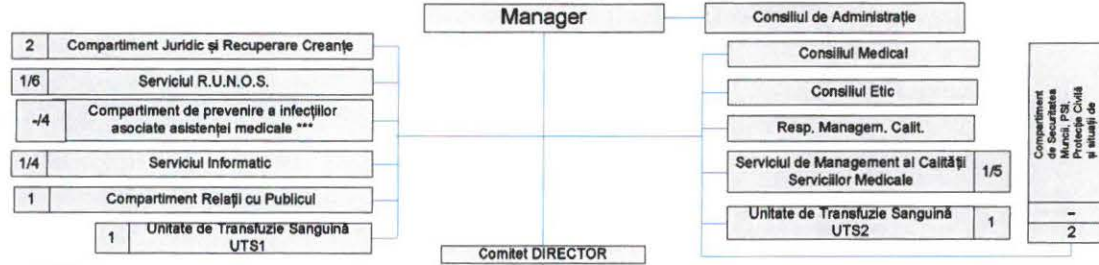 Manager
Consiliul de Administrație
2 Compartiment Juridic și Recuperare Creanțe
1/6 Serviciul R.U.N.O.S.
-/4 Compartiment de prevenire a infecțiilor
asociate asistenței medicale ***
1/4 Serviciul Informatic
1 Compartiment Relații cu Publicul
1 Unitate de Transfuzie Sanguină
UTS1
Comitet DIRECTOR
Consiliul Medical
Consiliul Etic
Resp. Managem. Calit.
Serviciul de Management al Calității
Serviciilor Medicale 1/5
Unitate de Transfuzie Sanguină
UTS2 1
Compartiment
de Securitatea
Muncii, PSI,
Protecție Civilă
și situații de
-
2